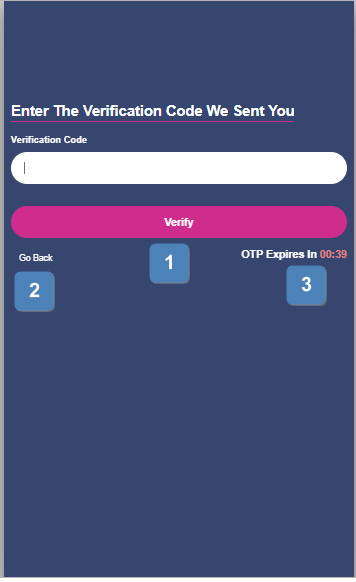 Enter The Verification Code We Sent You
Verification Code
Verify
Go Back
OTP Expires In 00:39
1
2
3